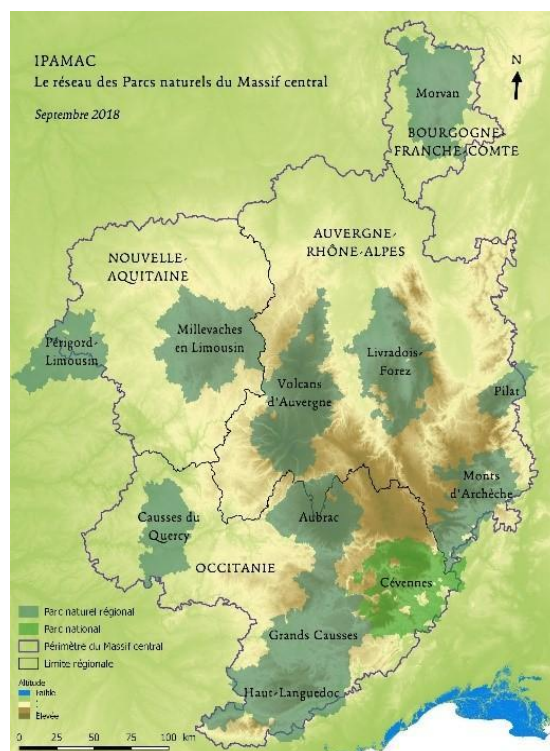 IPAMAC
Le réseau des Parcs naturels du Massif central
Septembre 2018
N
Morvan
BOURGOGNE-
FRANCHE-COMTE
AUVERGNE-
RHÔNE-ALPES
NOUVELLE-
AQUITAINE
Périgord-
Limousin
Millevaches
en Limousin
Livradois-
Forez
Volcans
d'Auvergne
Pilat
Monts
d'Archèche
Aubrac
Causses du
Quercy
OCCITANIE
Cévennes
Grands Causses
Haut-Languedoc
Parc naturel régional
Parc national
Périmètre du Massif central
Limite régionale
Altitude
Faible
:
Elevée
0 25 50 75 100 km